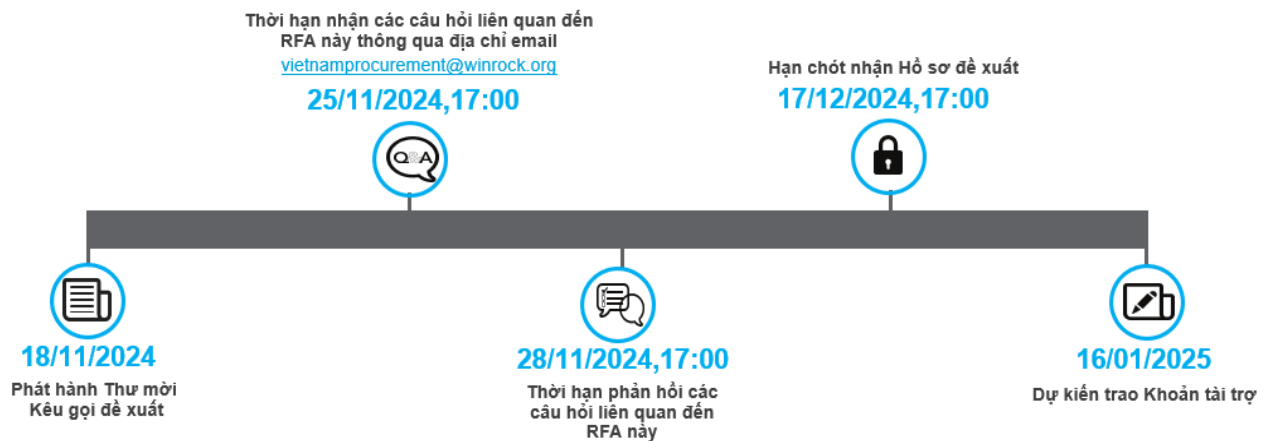 Thời hạn nhận các câu hỏi liên quan đến
RFA này thông qua địa chỉ email
vietnamprocurement@winrock.org
25/11/2024,17:00
Q&A
Hạn chót nhận Hồ sơ đề xuất
17/12/2024,17:00
18/11/2024
Phát hành Thư mời
Kêu gọi đề xuất
28/11/2024,17:00
Thời hạn phản hồi các
câu hỏi liên quan đến
RFA này
16/01/2025
Dự kiến trao Khoản tài trợ